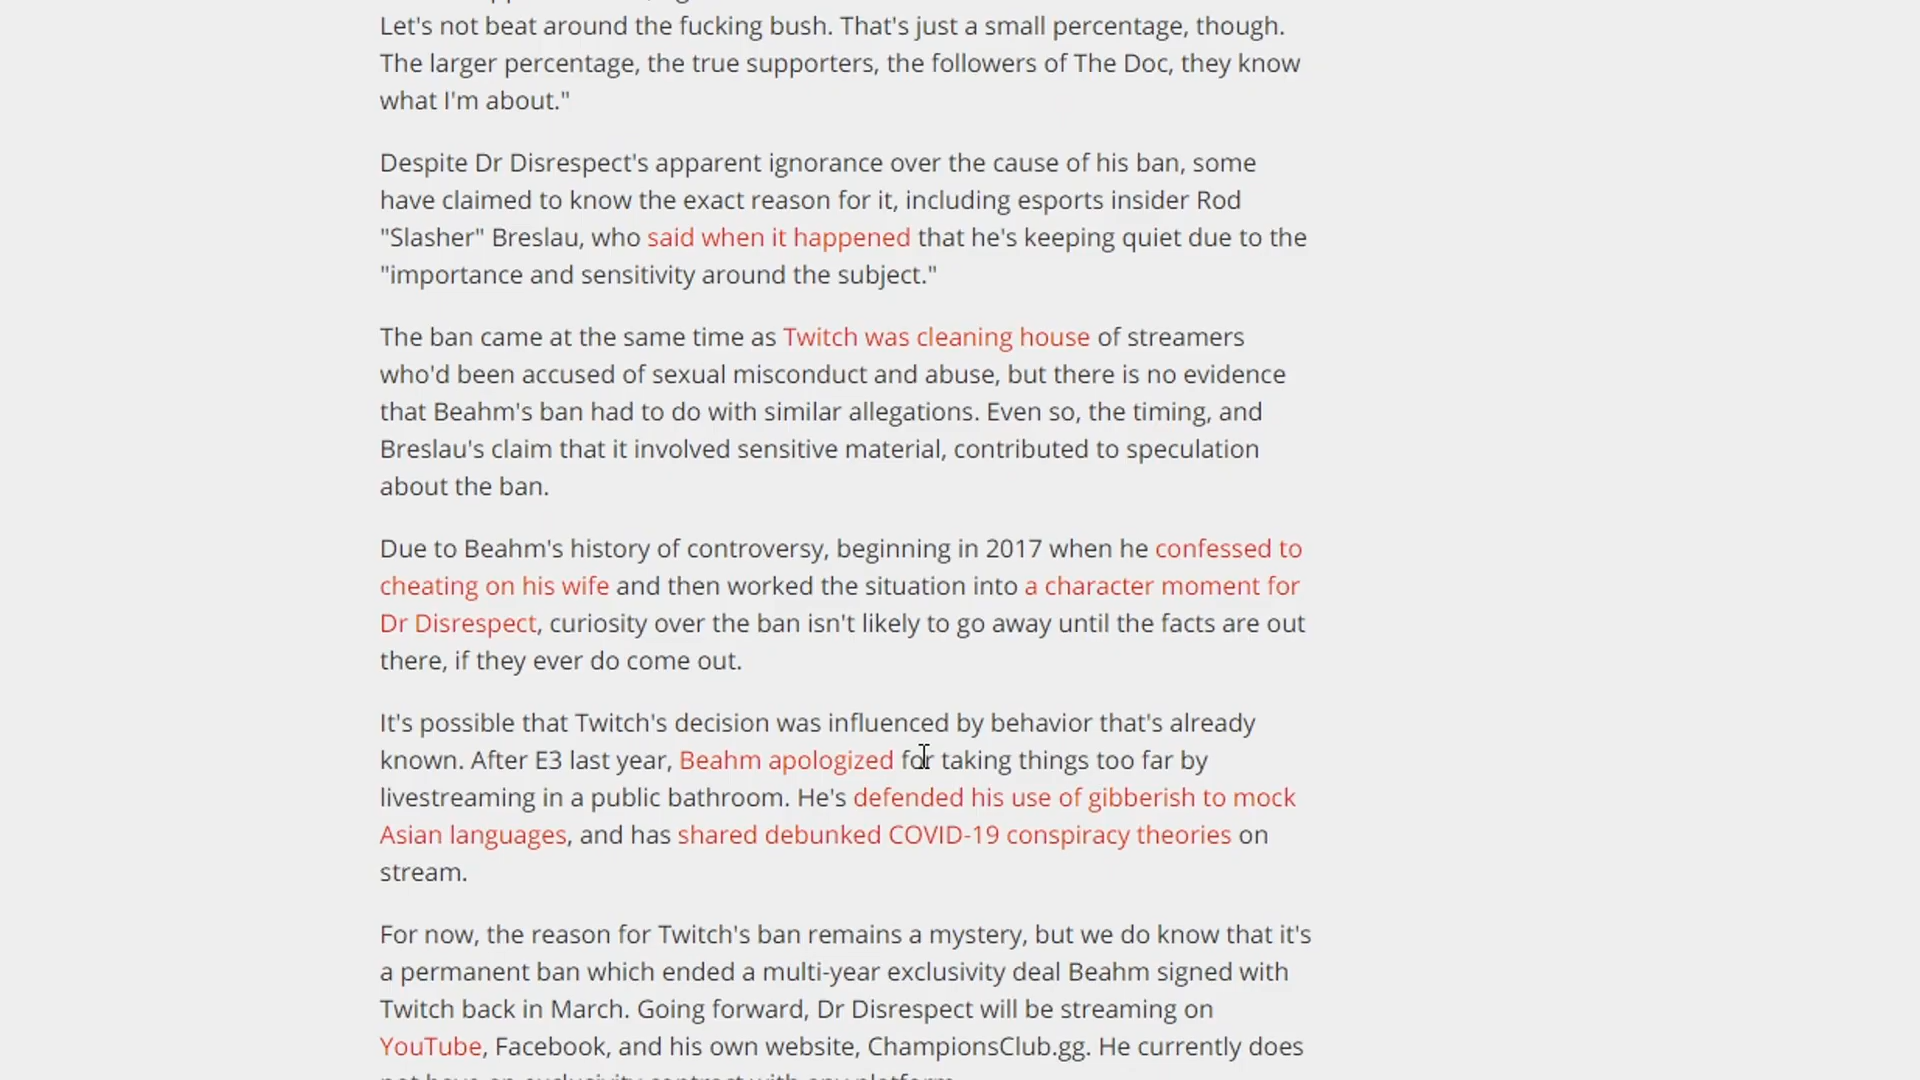 Let's not beat around the fucking bush. That's just a small percentage, though.
The larger percentage, the true supporters, the followers of The Doc, they know
what I'm about."
Despite Dr Disrespect's apparent ignorance over the cause of his ban, some
have claimed to know the exact reason for it, including esports insider Rod
"Slasher" Breslau, who said when it happened that he's keeping quiet due to the
"importance and sensitivity around the subject."
The ban came at the same time as Twitch was cleaning house of streamers
who'd been accused of sexual misconduct and abuse, but there is no evidence
that Beahm's ban had to do with similar allegations. Even so, the timing, and
Breslau's claim that it involved sensitive material, contributed to speculation
about the ban.
Due to Beahm's history of controversy, beginning in 2017 when he confessed to
cheating on his wife and then worked the situation into a character moment for
Dr Disrespect, curiosity over the ban isn't likely to go away until the facts are out
there, if they ever do come out.
It's possible that Twitch's decision was influenced by behavior that's already
known. After E3 last year, Beahm apologized for taking things too far by
livestreaming in a public bathroom. He's defended his use of gibberish to mock
Asian languages, and has shared debunked COVID-19 conspiracy theories on
stream.
For now, the reason for Twitch's ban remains a mystery, but we do know that it's
a permanent ban which ended a multi-year exclusivity deal Beahm signed with
Twitch back in March. Going forward, Dr Disrespect will be streaming on
YouTube, Facebook, and his own website, ChampionsClub.gg. He currently does